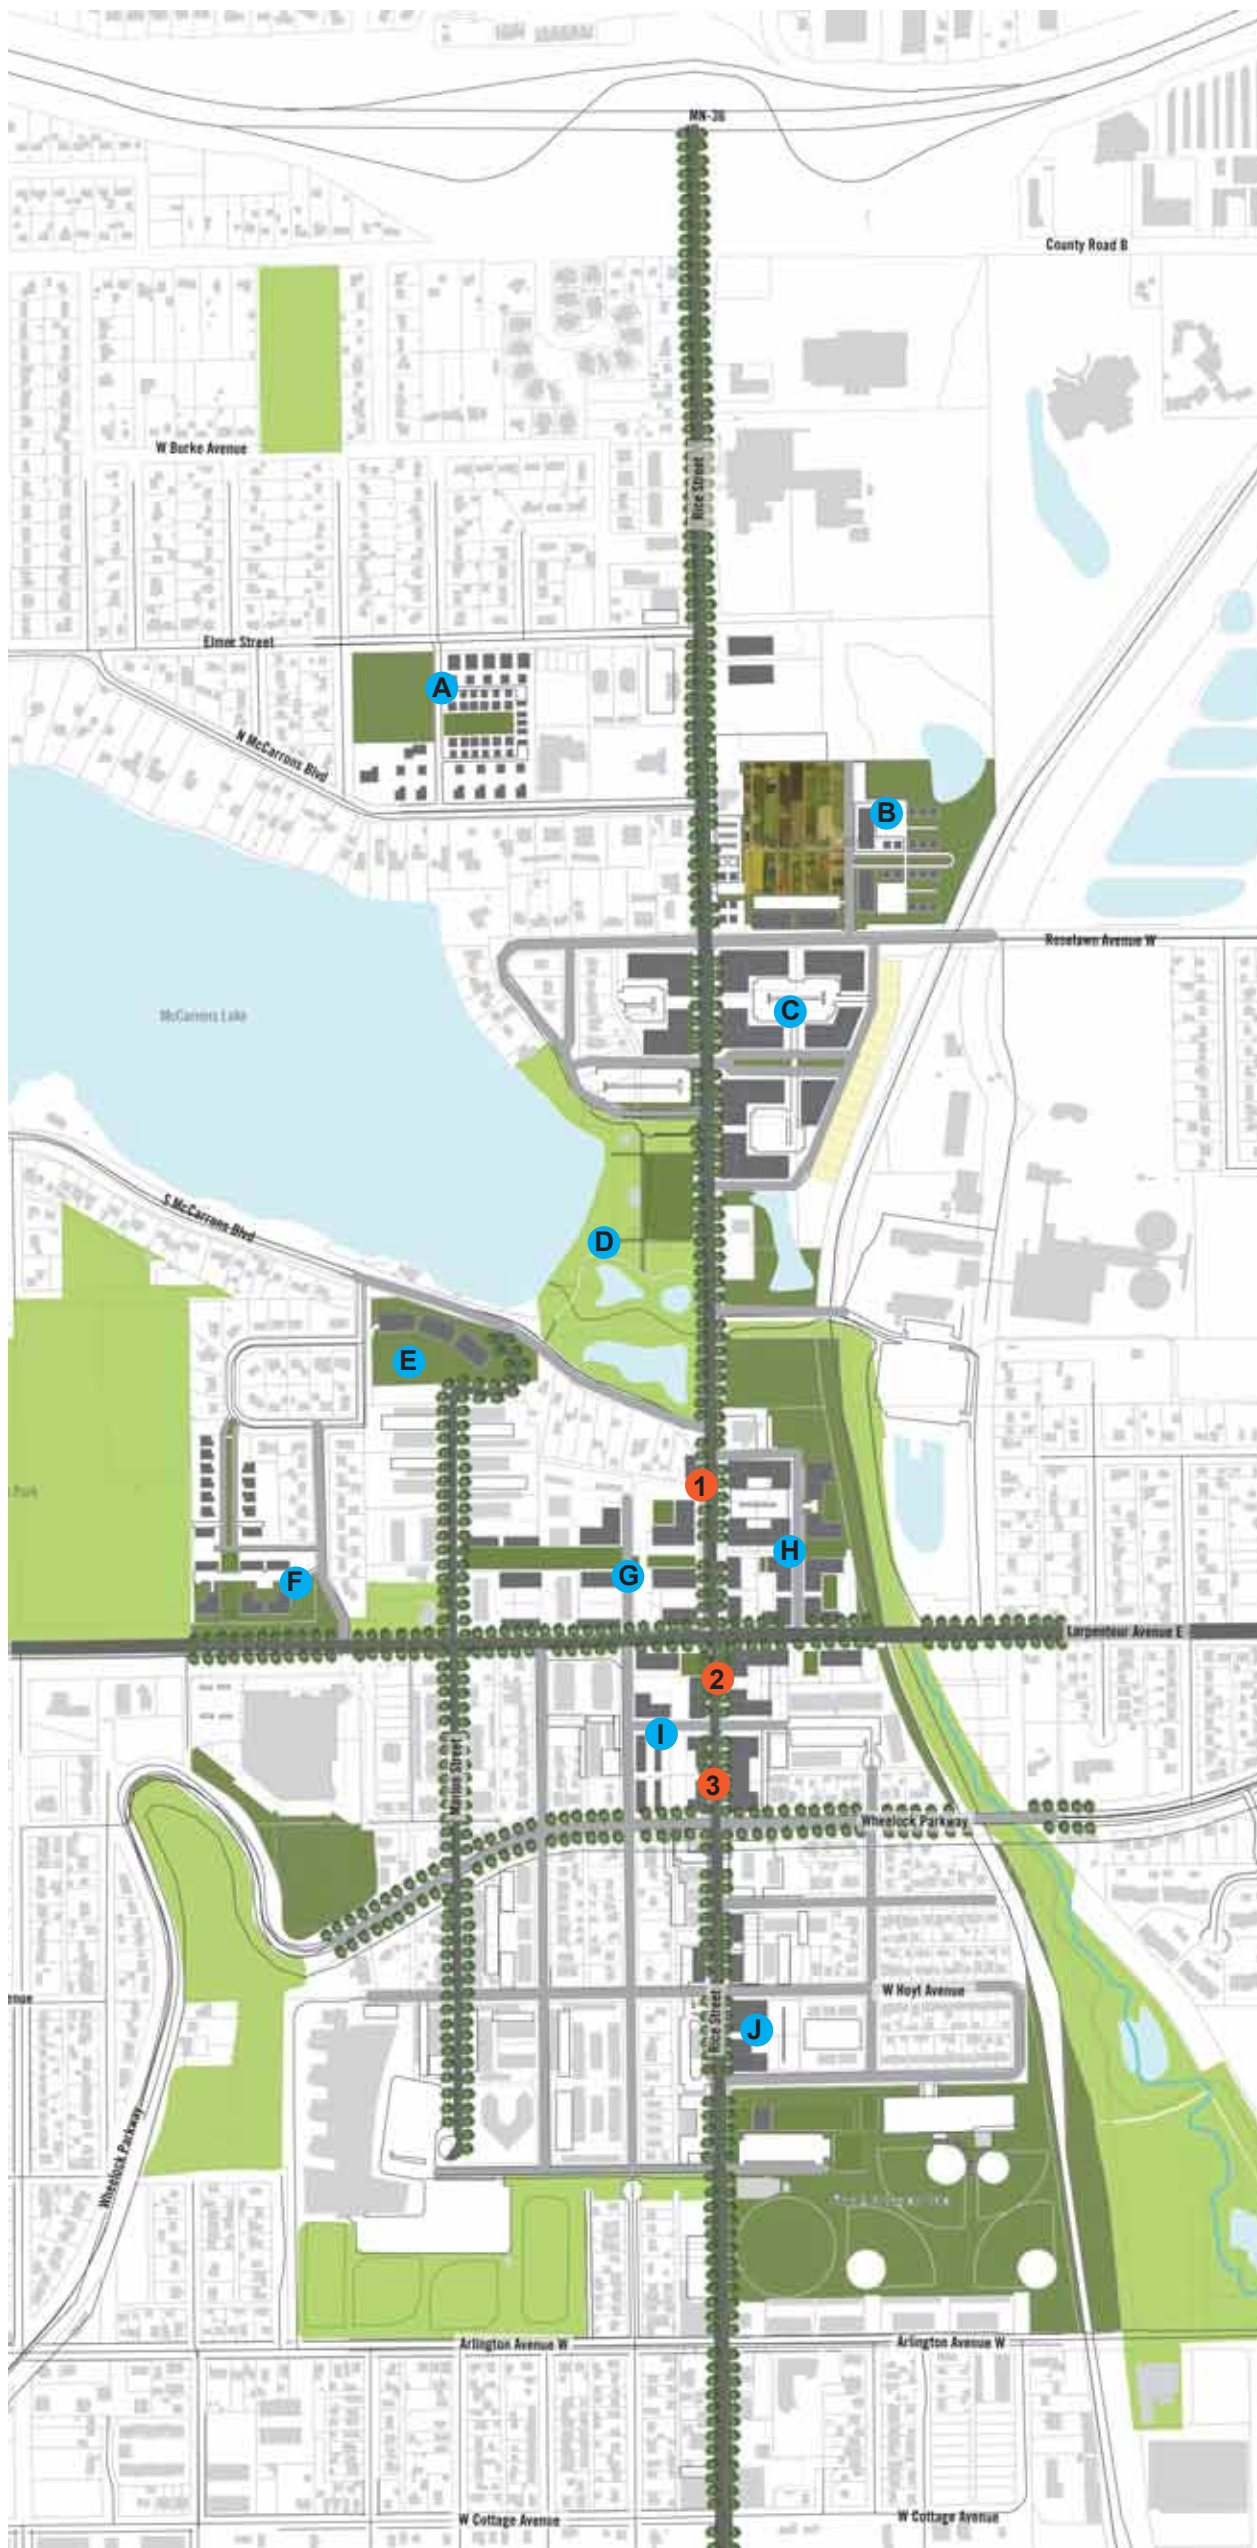 MN-36
County Road B
W Burke Avenue
Rice Street
Elmer Street
A
N McCarrons Blvd
B
Roselawn Avenue W
C
McCarrons Lake
S McCarrons Blvd
D
E
1
H
G
F
Larpenteur Avenue E
2
I
Marion Street
3
Wheelock Parkway
W Hoyt Avenue
Rice Street
J
Wheelock Parkway
Arlington Avenue W
Arlington Avenue W
W Cottage Avenue
W Cottage Avenue